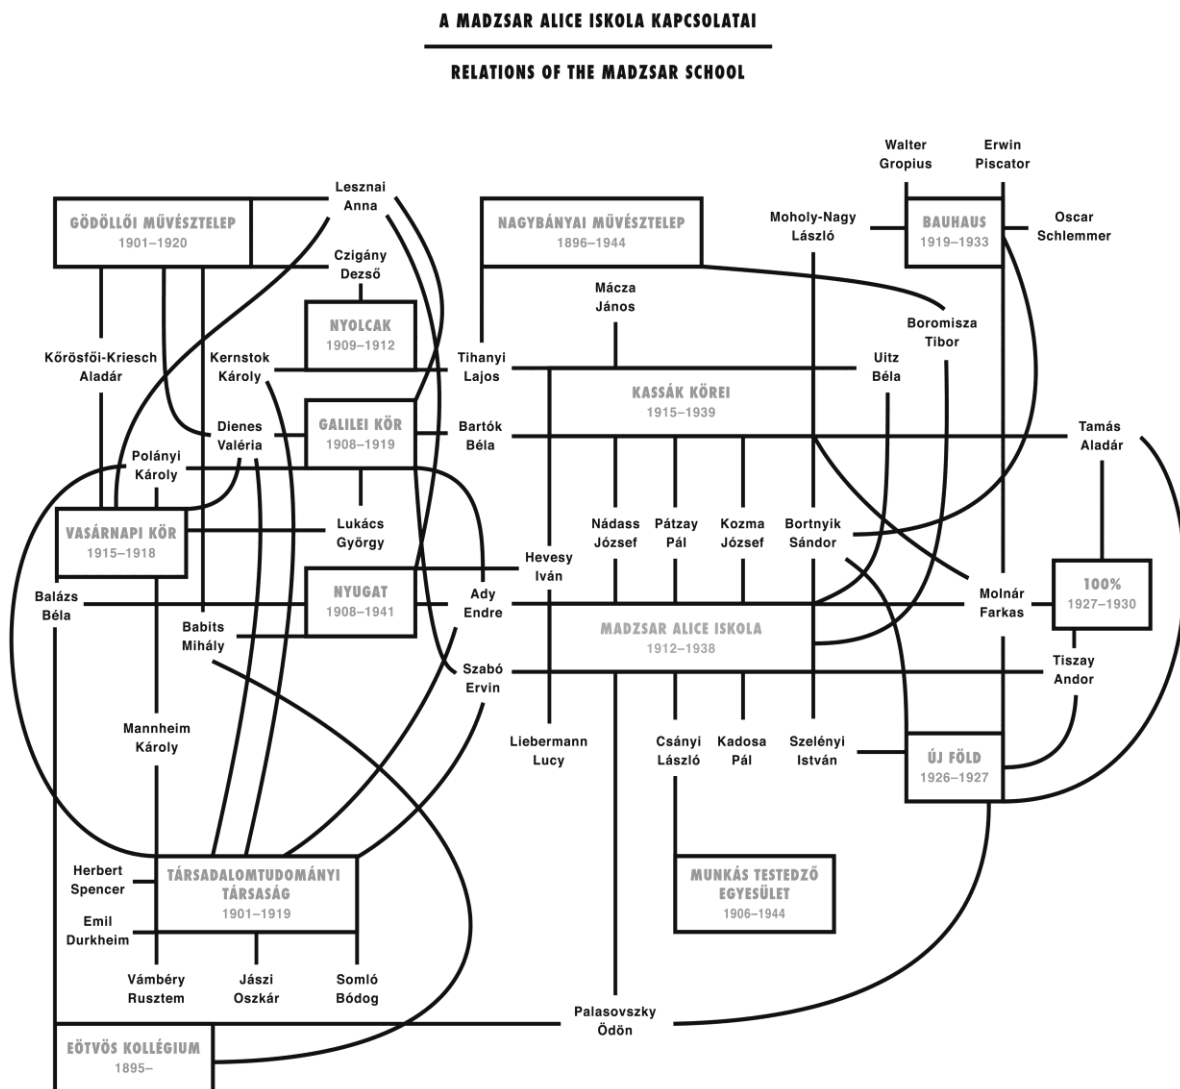 A MADZSAR ALICE ISKOLA KAPCSOLATAI
RELATIONS OF THE MADZSAR SCHOOL
Walter
Gropius
Erwin
Piscator
Lesznai
Anna
GÖDÖLLŐI MŰVÉSZTELEP
1901–1920
NAGYBÁNYAI MŰVÉSZTELEP
1896–1944
Moholy-Nagy
László
BAUHAUS
1919–1933
Oscar
Schlemmer
Czigány
Dezső
Mácza
János
NYOLCAK
1909–1912
Boromisza
Tibor
Kőrösfői-Kriesch
Aladár
Kernstok
Károly
Tihanyi
Lajos
Uitz
Béla
KASSÁK KÖREI
1915–1939
Dienes
Valéria
GALILEI KÖR
1908–1919
Bartók
Béla
Tamás
Aladár
Polányi
Károly
VASÁRNAPI KÖR
1915–1918
Lukács
György
Nádass
József
Pátzay
Pál
Kozma
József
Bortnyik
Sándor
Hevesy
Iván
Balázs
Béla
NYUGAT
1908–1941
Ady
Endre
Molnár
Farkas
100%
1927–1930
Babits
Mihály
MADZSAR ALICE ISKOLA
1912–1938
Szabó
Ervin
Tiszay
Andor
Mannheim
Károly
Liebermann
Lucy
Csányi
László
Kadosa
Pál
Szelényi
István
ÚJ FÖLD
1926–1927
Herbert
Spencer
TÁRSADALOMTUDOMÁNYI
TÁRSASÁG
1901–1919
MUNKÁS TESTEDZŐ
EGYESÜLET
1906–1944
Emil
Durkheim
Vámbéry
Rusztem
Jászi
Oszkár
Somló
Bódog
Palasovszky
Ödön
EÖTVÖS KOLLÉGIUM
1895–